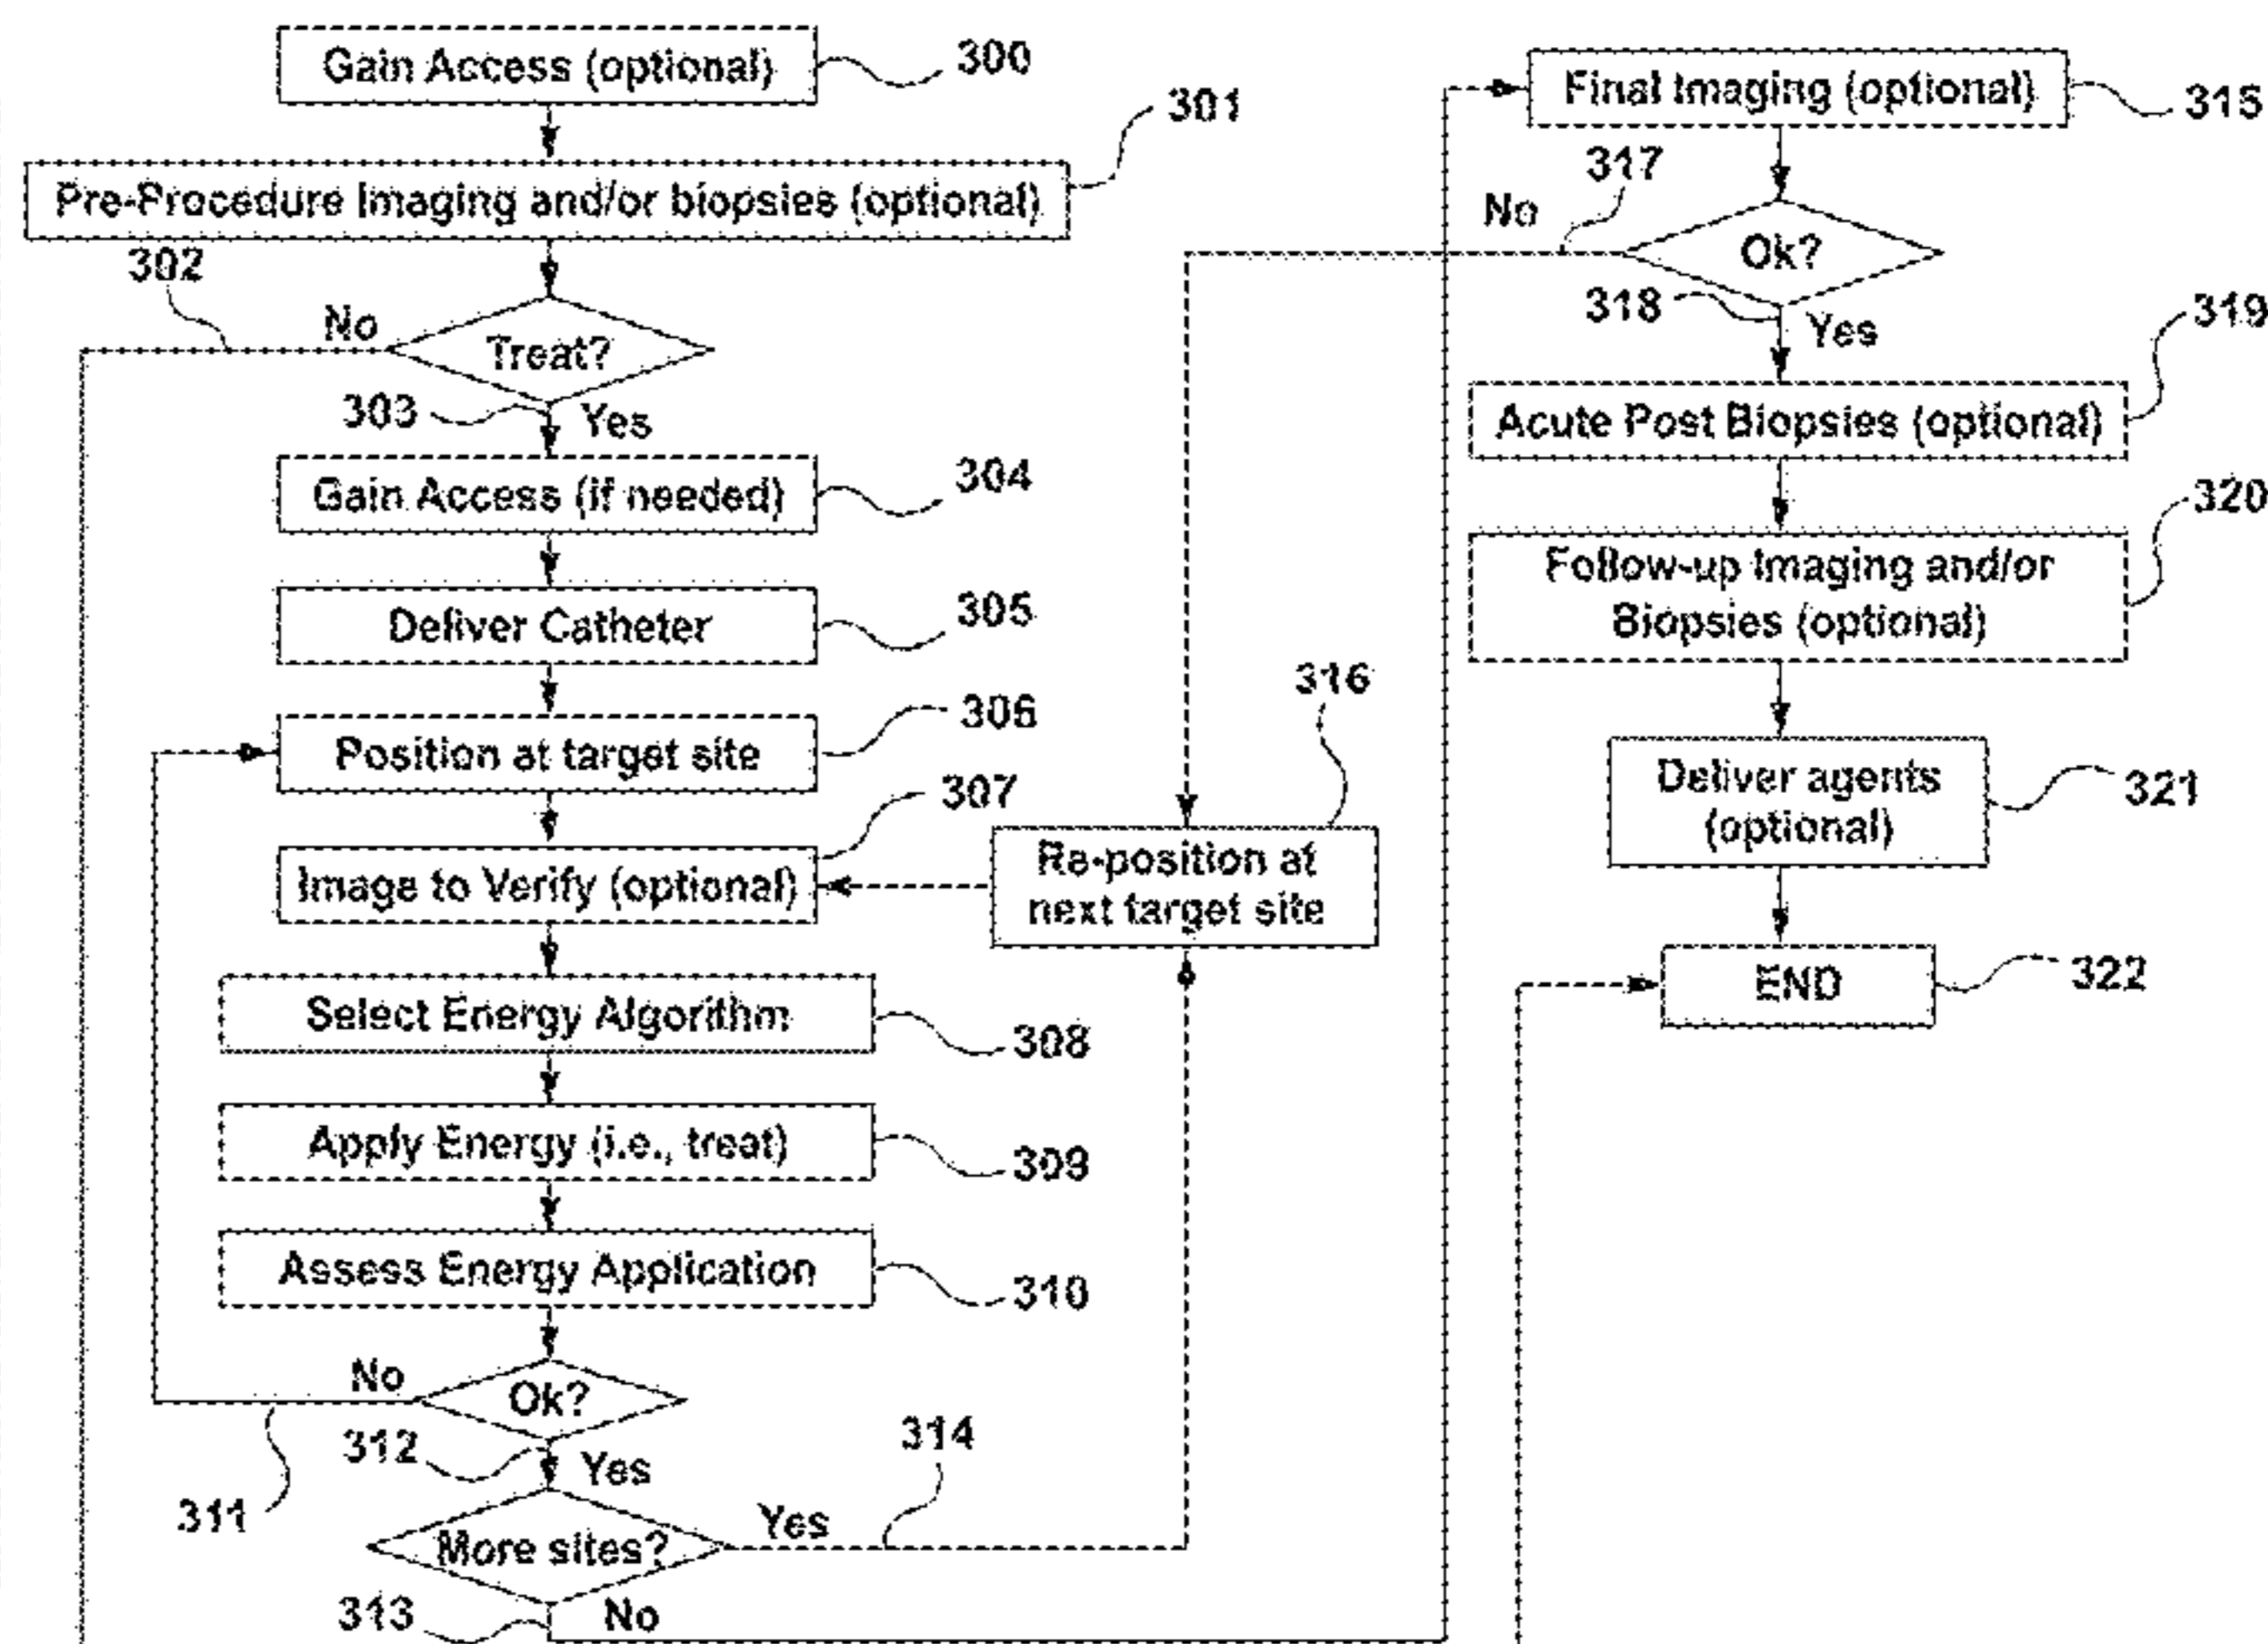 Gain Access (optional)
300
301
Pre-Procedure Imaging and/or biopsies (optional)
302
No
Treat?
303
Yes
Gain Access (if needed)
304
Deliver Catheter
305
Position at target site
306
307
Image to Verify (optional)
316
Re-position at
next target site
Select Energy Algorithm
308
Apply Energy (i.e., treat)
309
Assess Energy Application
310
No
Ok?
311
312
Yes
314
More sites?
Yes
313
No
Final Imaging (optional)
315
317
No
Ok?
318
Yes
319
Acute Post Biopsies (optional)
320
Follow-up Imaging and/or
Biopsies (optional)
Deliver agents
(optional)
321
END
322